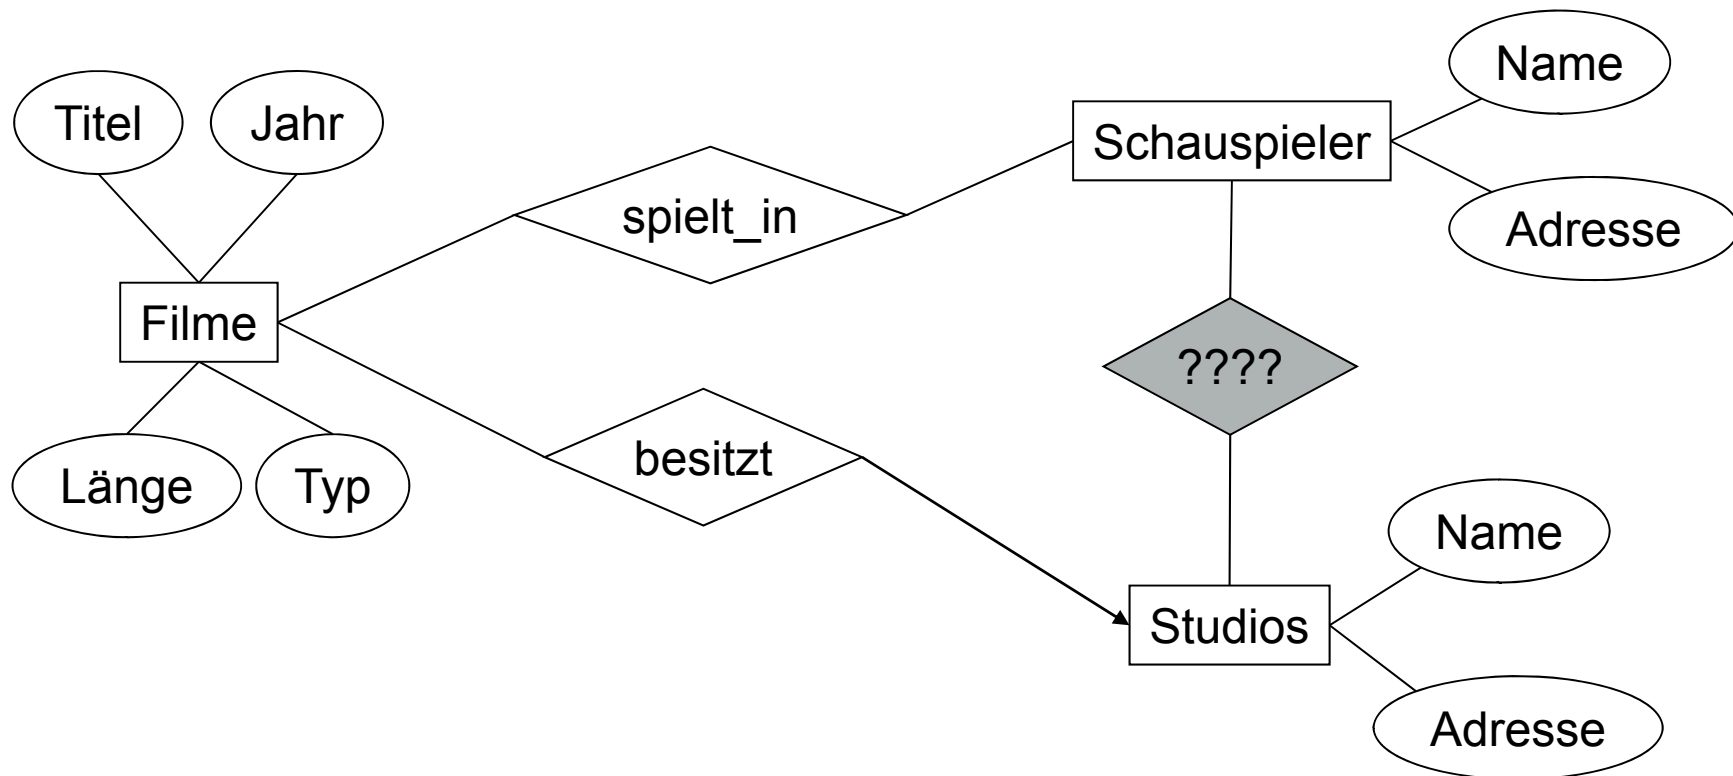 Name
Titel
Jahr
Schauspieler
spielt_in
Adresse
Filme
????
besitzt
Länge
Typ
Name
Studios
Adresse